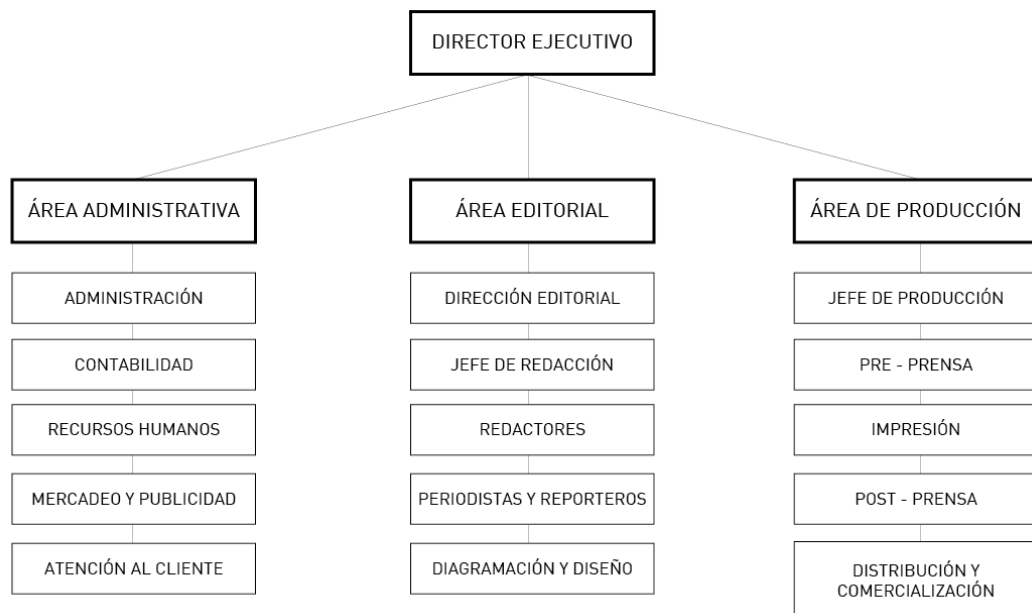 DIRECTOR EJECUTIVO
ÁREA ADMINISTRATIVA
ADMINISTRACIÓN
CONTABILIDAD
RECURSOS HUMANOS
MERCADEO Y PUBLICIDAD
ATENCIÓN AL CLIENTE
ÁREA EDITORIAL
DIRECCIÓN EDITORIAL
JEFE DE REDACCIÓN
REDACTORES
PERIODISTAS Y REPORTEROS
DIAGRAMACIÓN Y DISEÑO
ÁREA DE PRODUCCIÓN
JEFE DE PRODUCCIÓN
PRE - PRENSA
IMPRESIÓN
POST - PRENSA
DISTRIBUCIÓN Y
COMERCIALIZACIÓN